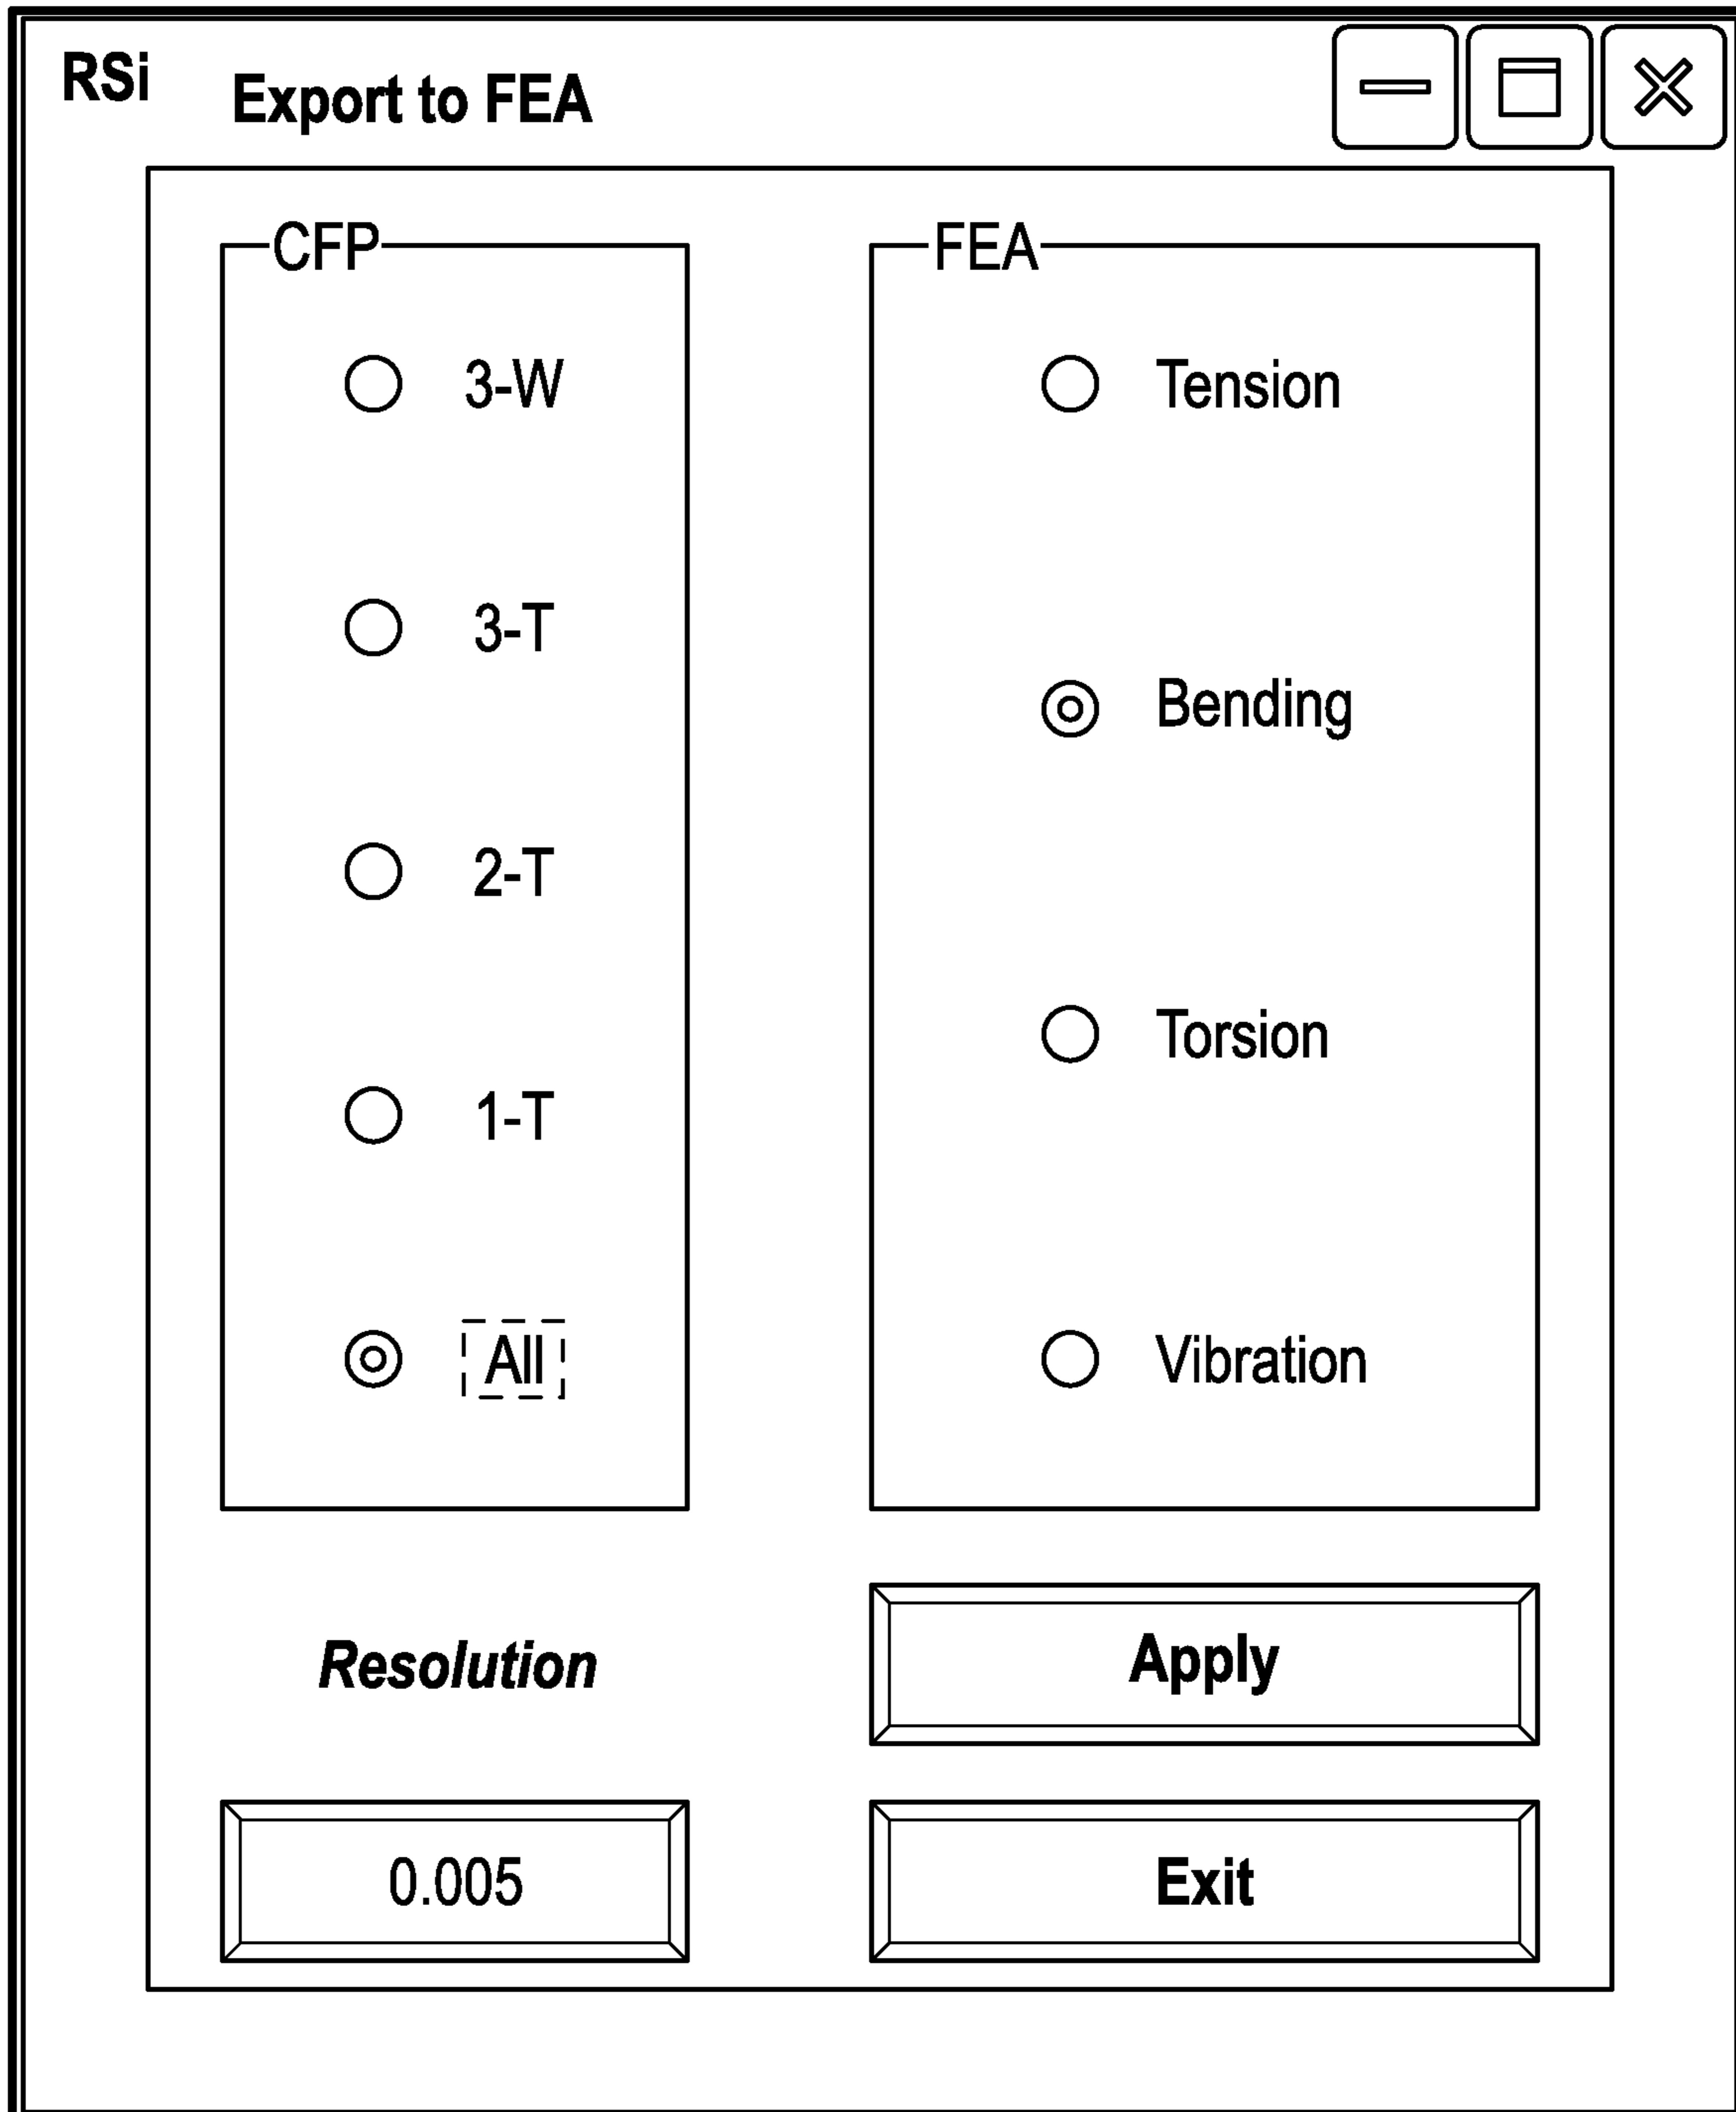 RSi
Export to FEA
CFP
3-W
3-T
2-T
1-T
All
FEA
Tension
Bending
Torsion
Vibration
Resolution
0.005
Apply
Exit